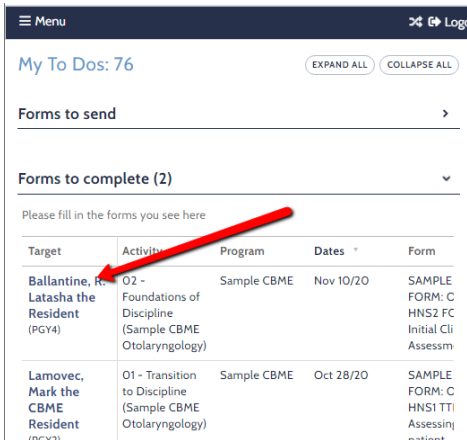 Menu Logo
My To Dos: 76 EXPAND ALL COLLAPSE ALL
Forms to send
Forms to complete (2)
Please fill in the forms you see here
Target Activity Program Dates Form
Ballantine, R. 02 - Sample CBME Nov 10/20 SAMPLE
Latasha the Foundations of FORM: O
Resident Discipline HNS2 FC
(PGY4) (Sample CBME Initial Cli
Otolaryngology) Assessm
Lamovec, 01 - Transition Sample CBME Oct 28/20 SAMPLE
Mark the to Discipline FORM: O
CBME (Sample CBME HNS1 TT
Resident Otolaryngology) Assessing
patient